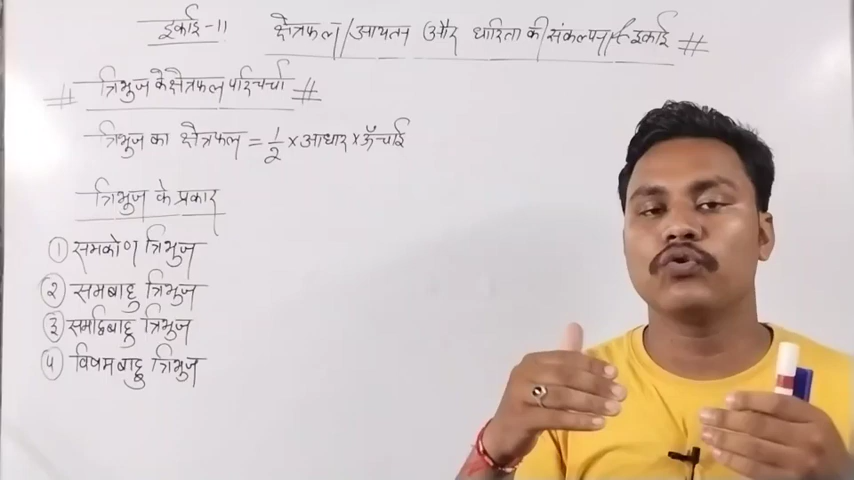 इकाई-11 क्षेत्रफल/आयतन और धारिता की संकल्पना, इकाई #
# त्रिभुज के क्षेत्रफल परिचर्चा #
त्रिभुज का क्षेत्रफल = 1/2 × आधार × ऊँचाई
त्रिभुज के प्रकार
① समकोण त्रिभुज
② समबाहु त्रिभुज
③ समद्विबाहु त्रिभुज
④ विषमबाहु त्रिभुज